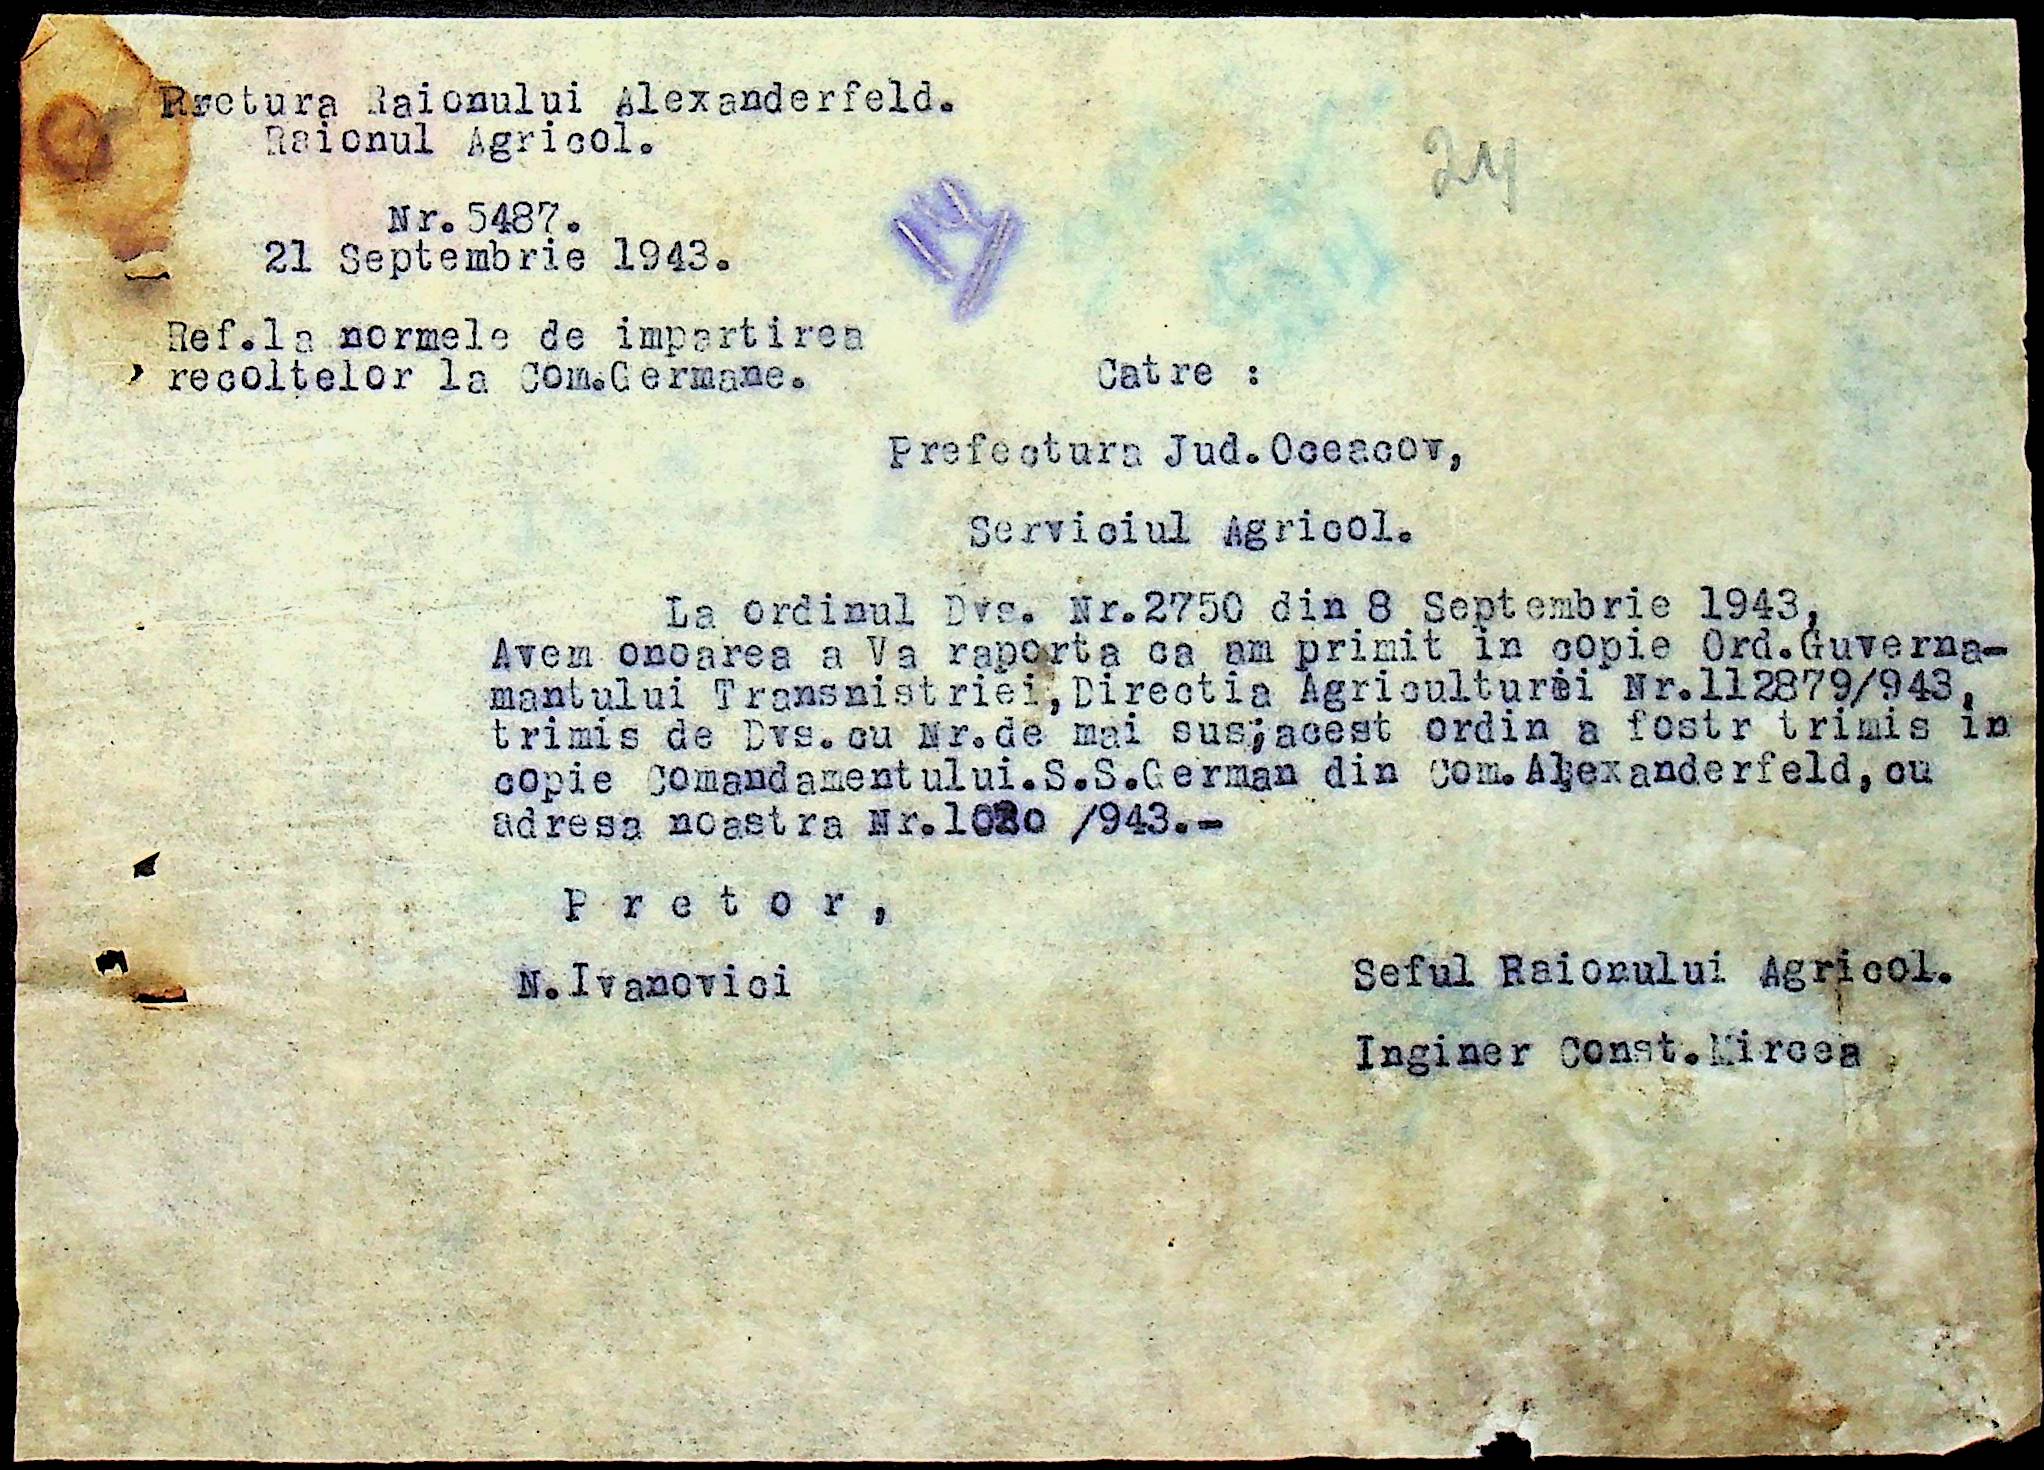 Prectura Raionului Alexanderfeld.
Raionul Agricol.
24
Nr.5487.
21 Septembrie 1943.
Ref.la normele de impartirea
recoltelor la Com.Germane.
Catre :
Prefectura Jud.Oceacov,
Serviciul Agricol.
La ordinul Dvs. Nr.2750 din 8 Septembrie 1943,
Avem onoarea a Va raporta ca am primit in copie Ord.Guverna-
mantului Transnistriei,Directia Agriculturii Nr.112879/943,
trimis de Dvs.cu Nr.de mai sus;acest ordin a fostr trimis in
copie Comandamentului.S.S.German din Com.Alexanderfeld,cu
adresa noastra /943.-
P r e t o r ,
N.Ivanovici
Seful Raionului Agricol.
Inginer Const.Mircea